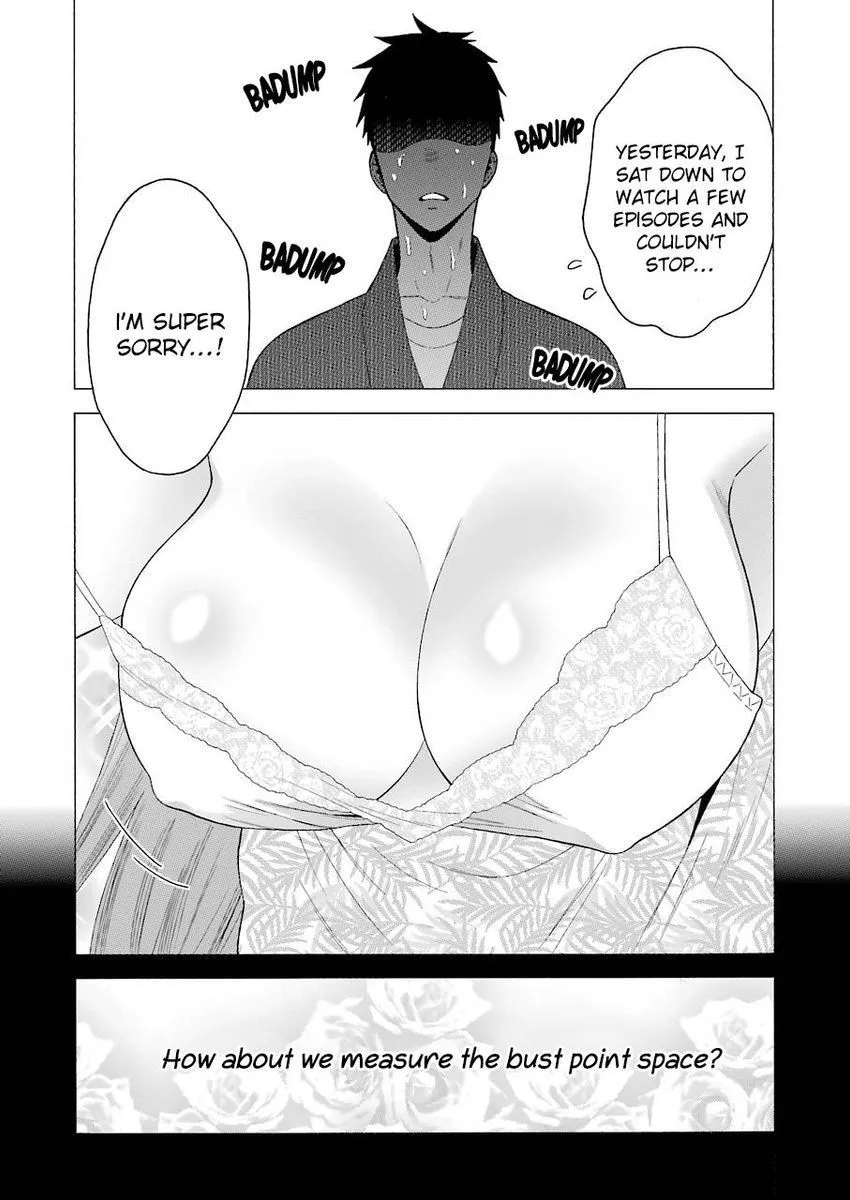 BADUMP
BADUMP
YESTERDAY, I
SAT DOWN TO
WATCH A FEW
EPISODES AND
COULDN'T
STOP...
BADUMP
I'M SUPER
SORRY...!
BADUMP
How about we measure the bust point space?